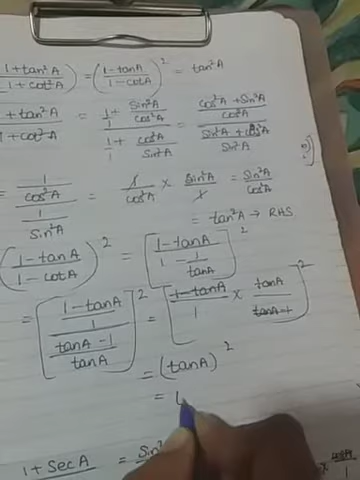 (1+tan²A / 1+cot²A) = (1-tanA / 1-cotA)² = tan²A
+ tan²A / 1+cot²A = 1/1 + sin²A/cos²A / 1/1 + cos²A/sin²A = cos²A + sin²A / cos²A / sin²A + cos²A / sin²A
= 1/cos²A / 1/sin²A = 1/cos²A × sin²A/1 = sin²A/cos²A
= tan²A → RHS
(1-tanA / 1-cotA)² = [1-tanA / 1 - 1/tanA]²
= [1-tanA / 1 / tanA-1 / tanA]² = [1-tanA / 1 × tanA / tanA-1]²
= (tanA)²
=
1+SecA = sin²